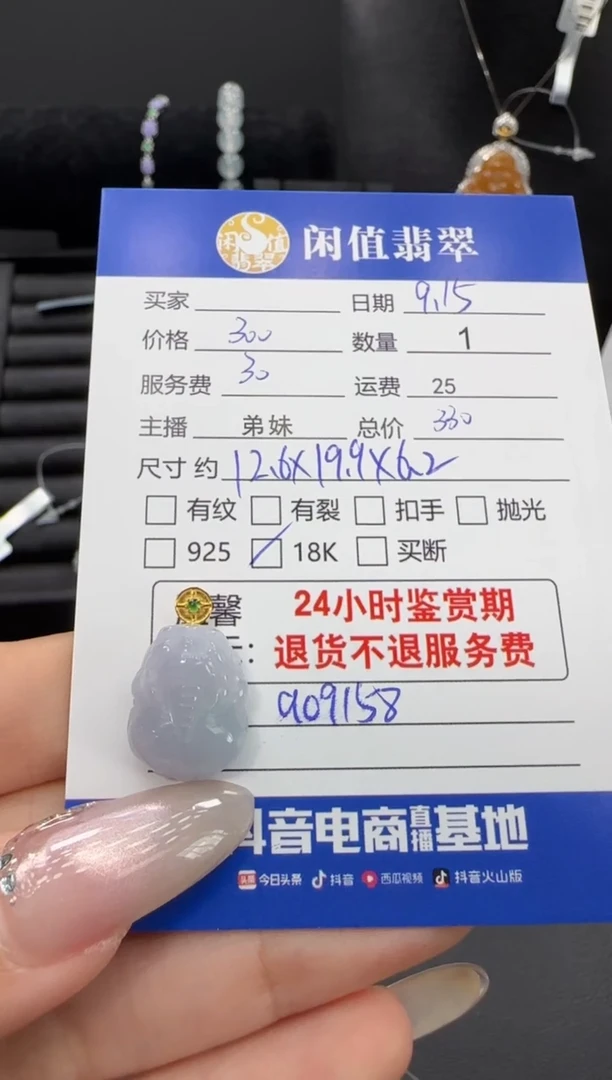 闲值翡翠
闲值翡翠
买家 日期 9.15
价格 300 数量 1
服务费 30 运费 25
主播 弟妹 总价 330
尺寸 约 12.6X19.9X6.2
有纹 有裂 扣手 抛光
925 18K 买断
馨 24小时鉴赏期
: 退货不退服务费
a09158
抖音电商直播基地
头条 今日头条 抖音 西瓜视频 抖音火山版